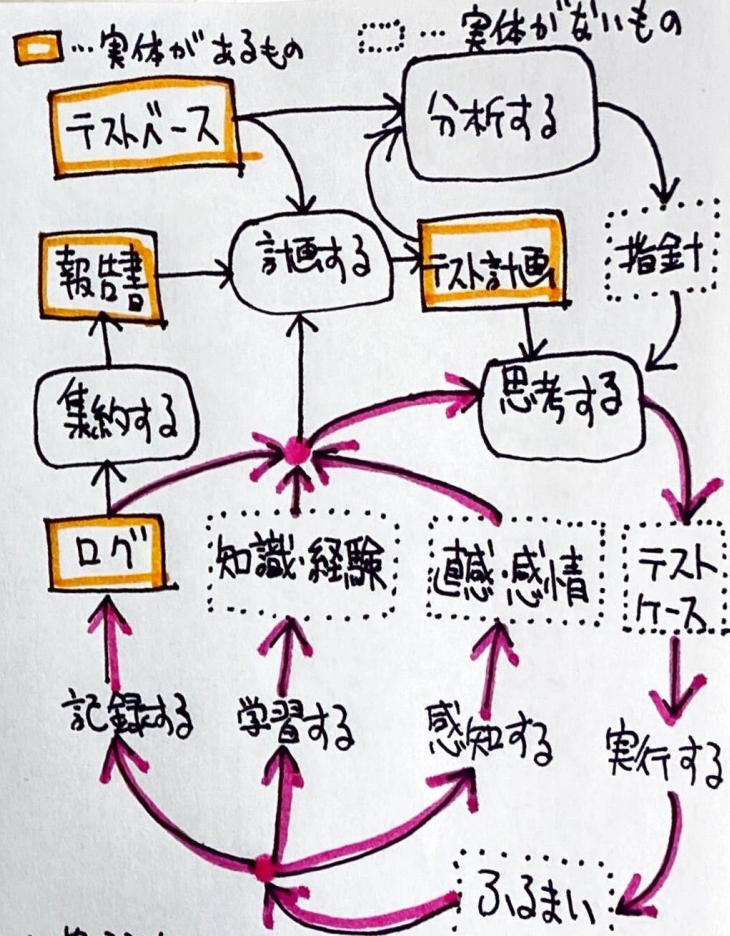 …実体があるもの
… 実体がないもの
テストベース
分析する
報告書
計画する
テスト計画
指針
集約する
思考する
ログ
知識・経験
直感・感情
テスト
ケース
記録する
学習する
感知する
実行する
ふるまい